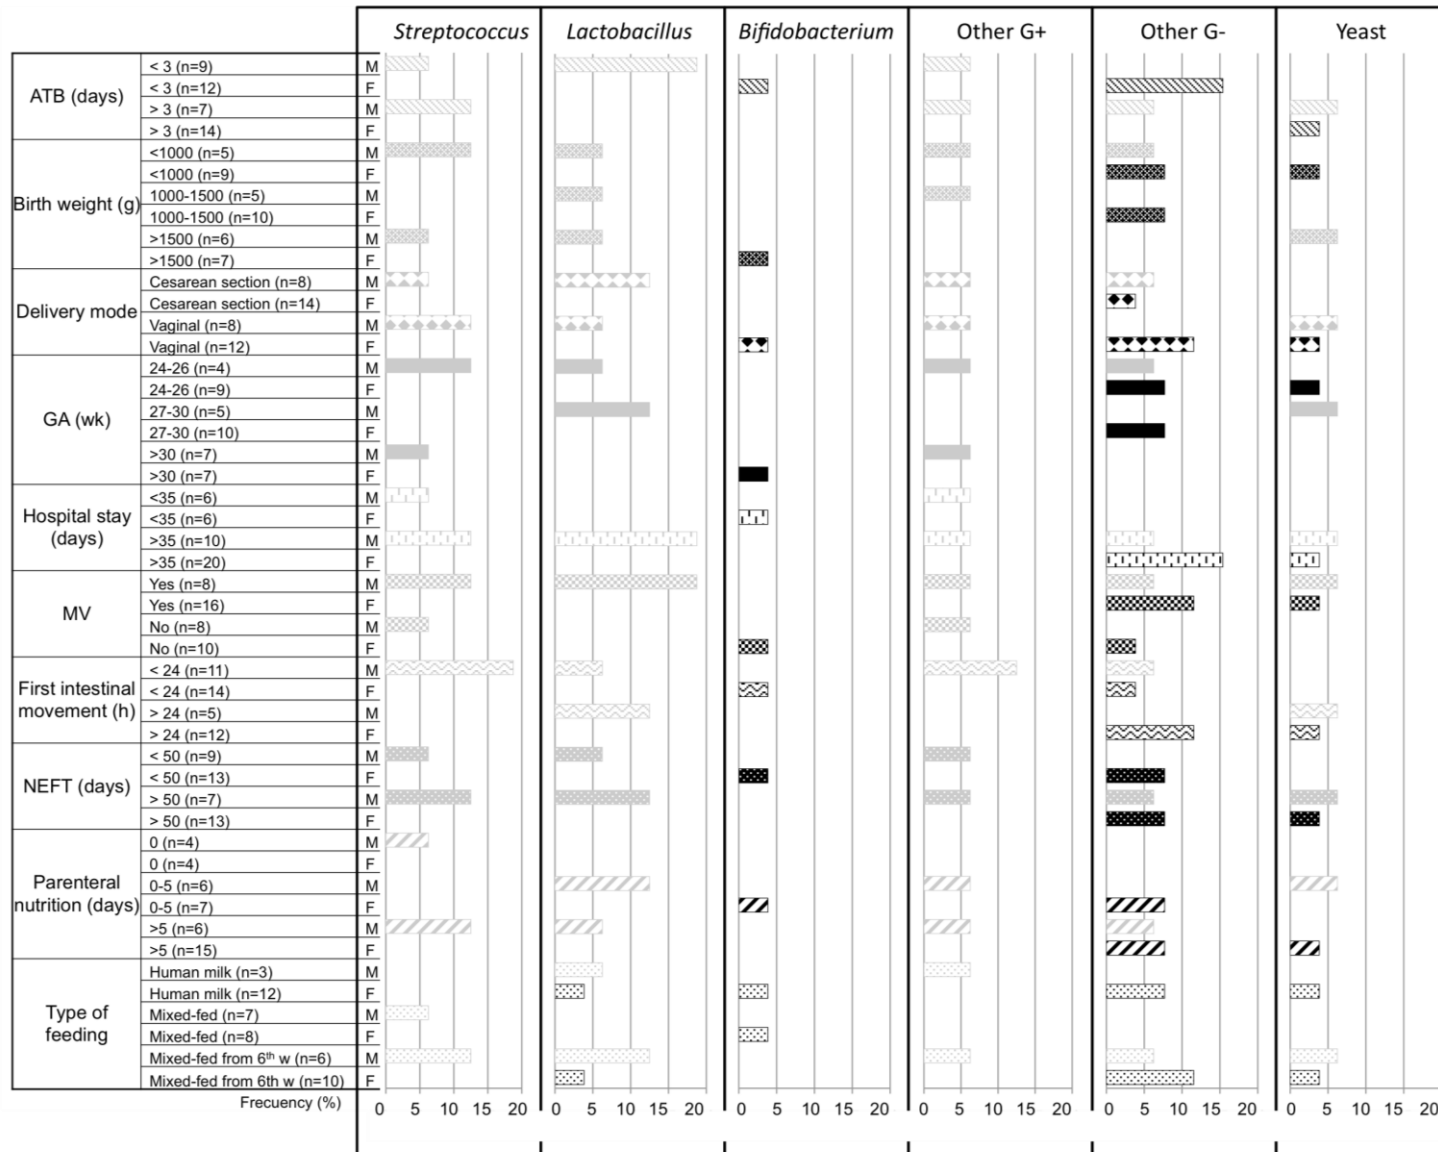 Streptococcus Lactobacillus Bifidobacterium Other G+ Other G- Yeast
ATB (days)
< 3 (n=9) M
< 3 (n=12) F
> 3 (n=7) M
> 3 (n=14) F
Birth weight (g)
<1000 (n=5) M
<1000 (n=9) F
1000-1500 (n=5) M
1000-1500 (n=10) F
>1500 (n=6) M
>1500 (n=7) F
Delivery mode
Cesarean section (n=8) M
Cesarean section (n=14) F
Vaginal (n=8) M
Vaginal (n=12) F
GA (wk)
24-26 (n=4) M
24-26 (n=9) F
27-30 (n=5) M
27-30 (n=10) F
>30 (n=7) M
>30 (n=7) F
Hospital stay
(days)
<35 (n=6) M
<35 (n=6) F
>35 (n=10) M
>35 (n=20) F
MV
Yes (n=8) M
Yes (n=16) F
No (n=8) M
No (n=10) F
First intestinal
movement (h)
< 24 (n=11) M
< 24 (n=14) F
> 24 (n=5) M
> 24 (n=12) F
NEFT (days)
< 50 (n=9) M
< 50 (n=13) F
> 50 (n=7) M
> 50 (n=13) F
Parenteral
nutrition (days)
0 (n=4) M
0 (n=4) F
0-5 (n=6) M
0-5 (n=7) F
>5 (n=6) M
>5 (n=15) F
Type of
feeding
Human milk (n=3) M
Human milk (n=12) F
Mixed-fed (n=7) M
Mixed-fed (n=8) F
Mixed-fed from 6th w (n=6) M
Mixed-fed from 6th w (n=10) F
Frecuency (%) 0 5 10 15 20 0 5 10 15 20 0 5 10 15 20 0 5 10 15 20 0 5 10 15 20 0 5 10 15 20